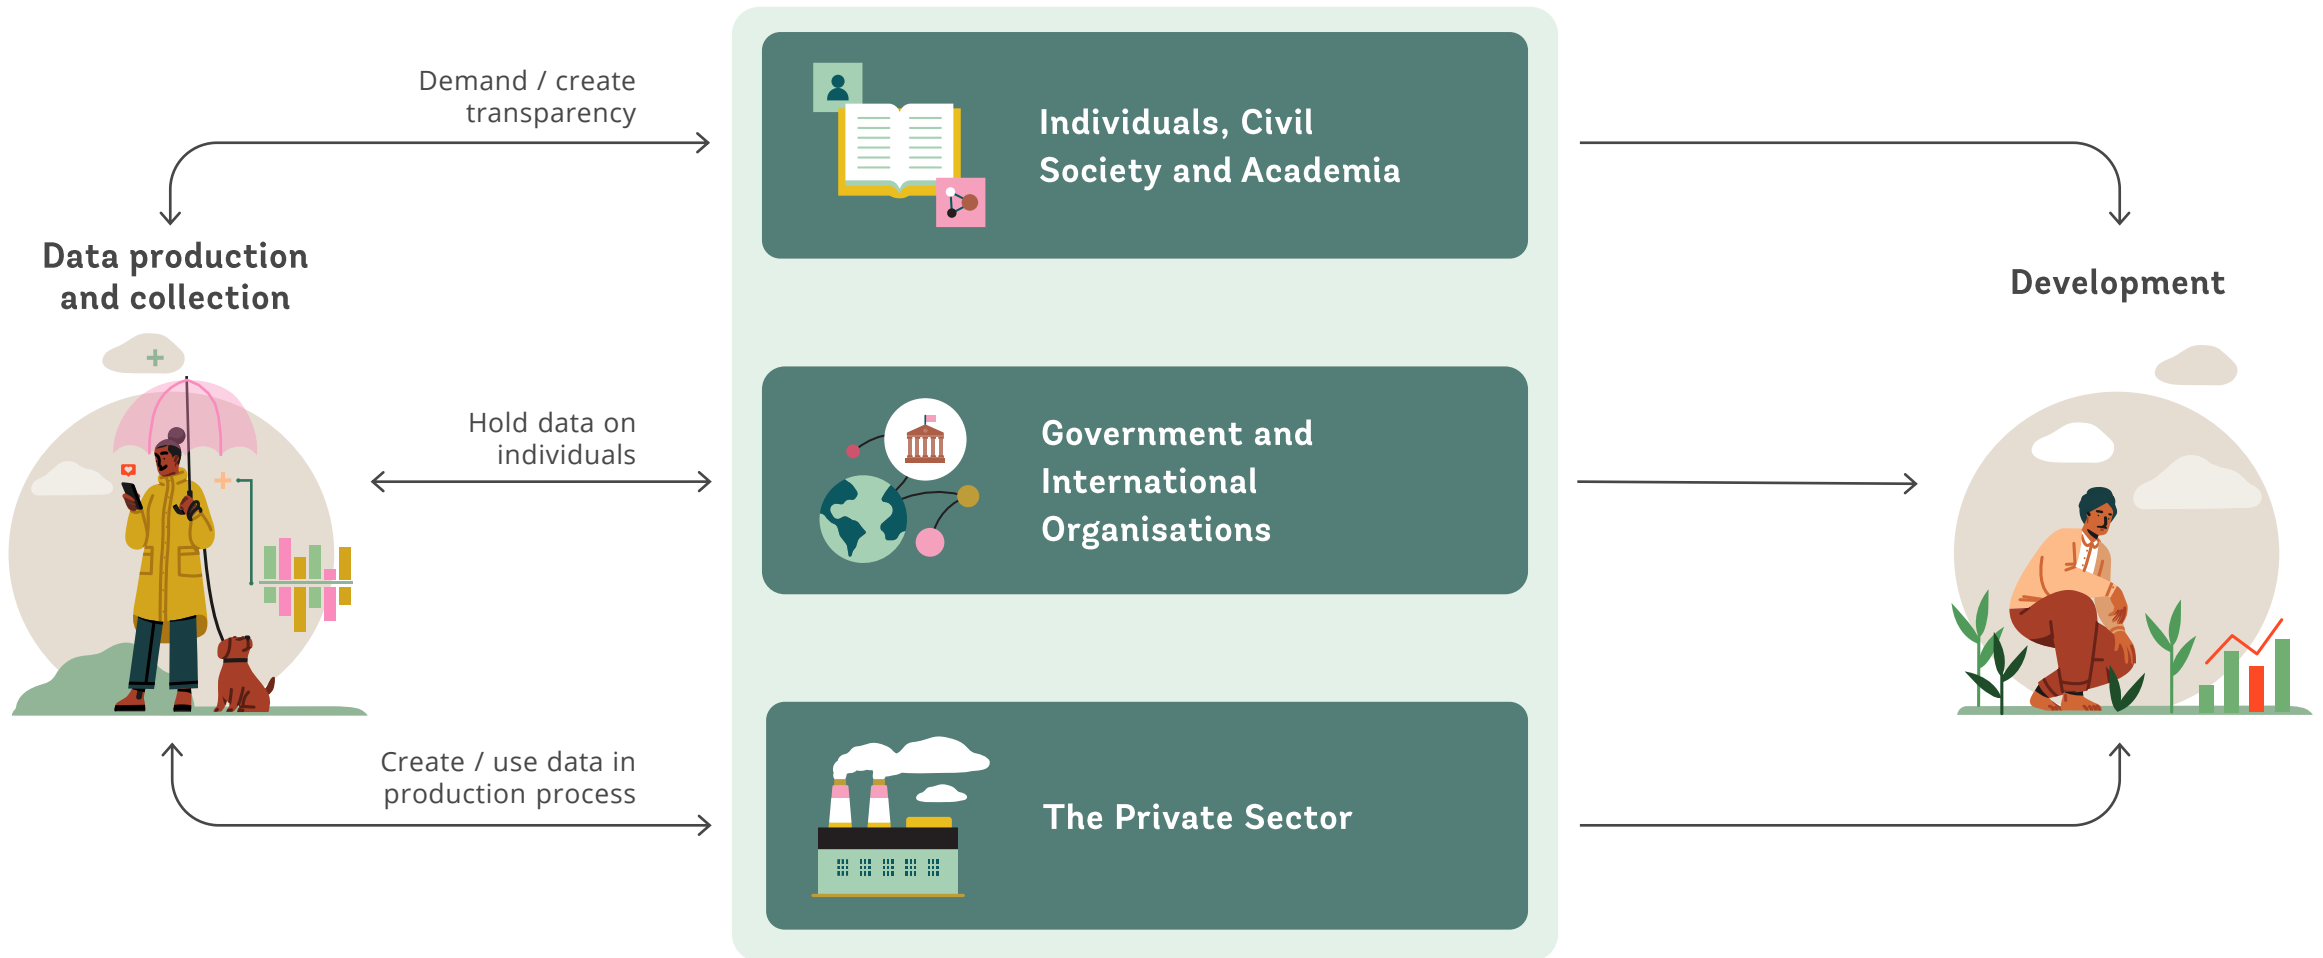 Demand / create
transparency
Data production
and collection
Hold data on
individuals
Create / use data in
production process
Individuals, Civil
Society and Academia
Government and
International
Organisations
The Private Sector
Development